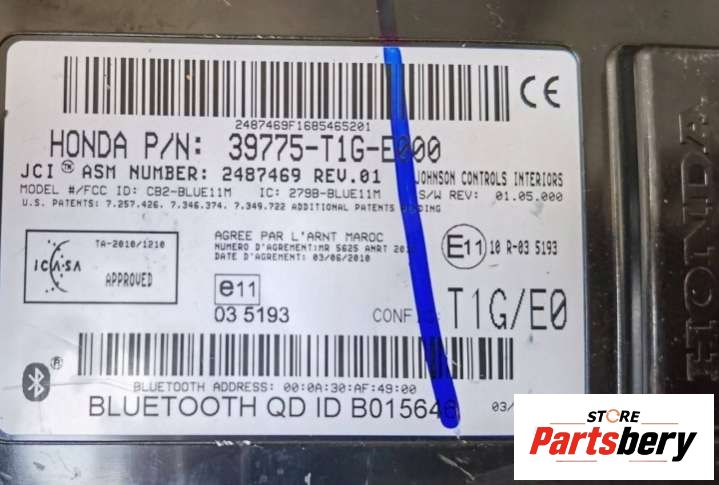 CE
2487469F1685465201
HONDA P/N: 39775-T1G-E000
JCI™ ASM NUMBER: 2487469 REV.01 JOHNSON CONTROLS INTERIORS
MODEL #/FCC ID: CB2-BLUE11M IC: 279B-BLUE11M S/W REV: 01.05.000
U.S. PATENTS: 7.257.426. 7.346.374. 7.349.722 ADDITIONAL PATENTS PENDING
ICASA
TA-2010/1210
APPROVED
AGREE PAR L'ARNT MAROC
NUMERO D'AGREMENT:MR 5625 ANRT
DATE D'AGREMENT: 03/06/2010
e11
03 5193
E11 10 R-03 5193
CONFIG: T1G/E0
®
BLUETOOTH ADDRESS: 00:0A:30:AF:49:00
BLUETOOTH QD ID B015646
03/
HONDA
STORE
Partsbery